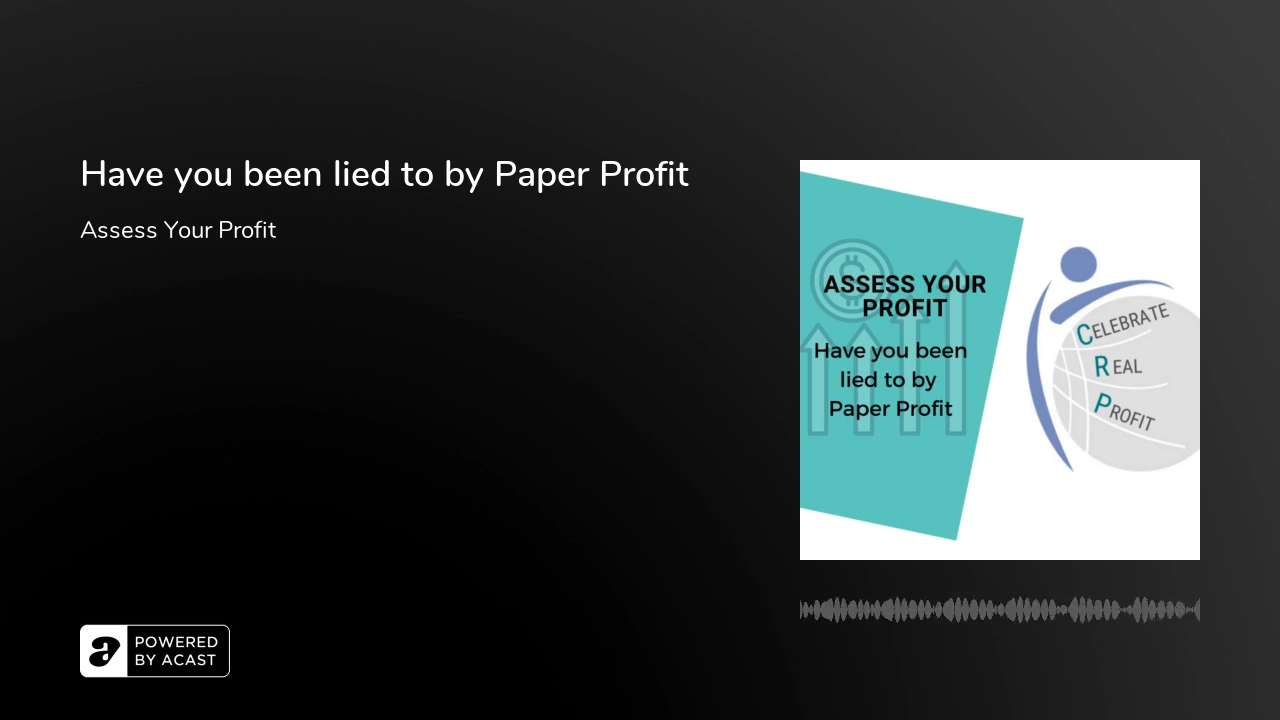 Have you been lied to by Paper Profit
Assess Your Profit
ASSESS YOUR
PROFIT
Have you been
lied to by
Paper Profit
CELEBRATE
REAL
PROFIT
POWERED
BY ACAST